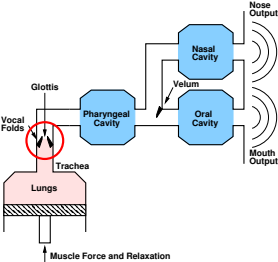 Nose
Output
Nasal
Cavity
Glottis
Velum
Vocal
Folds
Pharyngeal
Cavity
Oral
Cavity
Trachea
Mouth
Output
Lungs
Muscle Force and Relaxation